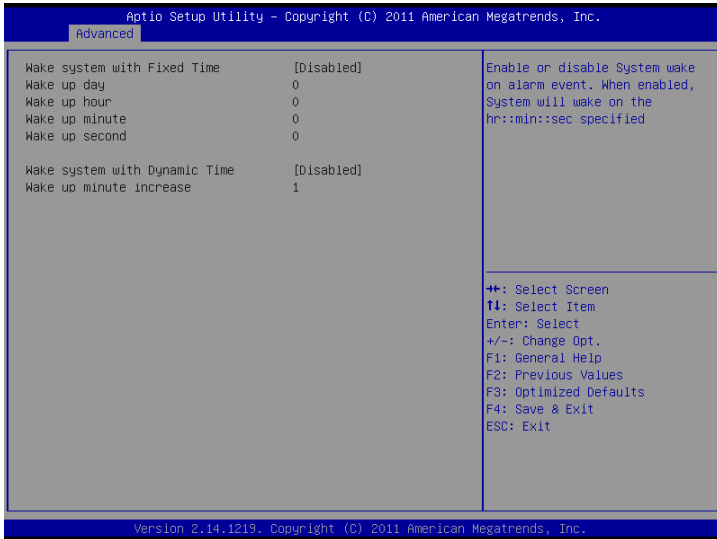 Aptio Setup Utility – Copyright (C) 2011 American Megatrends, Inc.
Advanced
Wake system with Fixed Time [Disabled]
Wake up day 0
Wake up hour 0
Wake up minute 0
Wake up second 0
Wake system with Dynamic Time [Disabled]
Wake up minute increase 1
Enable or disable System wake
on alarm event. When enabled,
System will wake on the
hr::min::sec specified
→←: Select Screen
↑↓: Select Item
Enter: Select
+/-: Change Opt.
F1: General Help
F2: Previous Values
F3: Optimized Defaults
F4: Save & Exit
ESC: Exit
Version 2.14.1219. Copyright (C) 2011 American Megatrends, Inc.